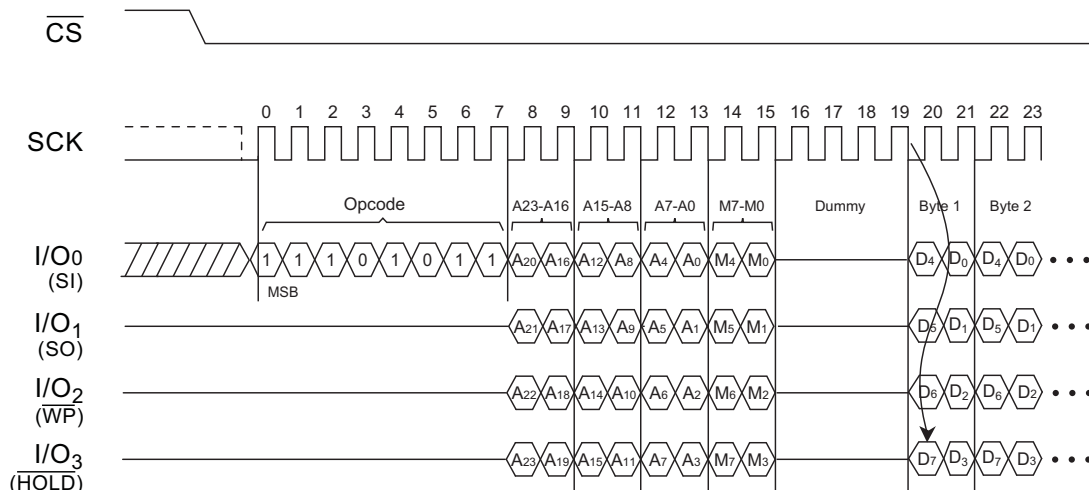 CS
0 1 2 3 4 5 6 7 8 9 10 11 12 13 14 15 16 17 18 19 20 21 22 23
SCK
Opcode A23-A16 A15-A8 A7-A0 M7-M0 Dummy Byte 1 Byte 2
I/O0 1 1 1 0 1 0 1 1 A20 A16 A12 A8 A4 A0 M4 M0 D4 D0 D4 D0 • • •
(SI)
MSB
I/O1 A21 A17 A13 A9 A5 A1 M5 M1 D5 D1 D5 D1 • • •
(SO)
I/O2 A22 A18 A14 A10 A6 A2 M6 M2 D6 D2 D6 D2 • • •
(WP)
I/O3 A23 A19 A15 A11 A7 A3 M7 M3 D7 D3 D7 D3 • • •
(HOLD)